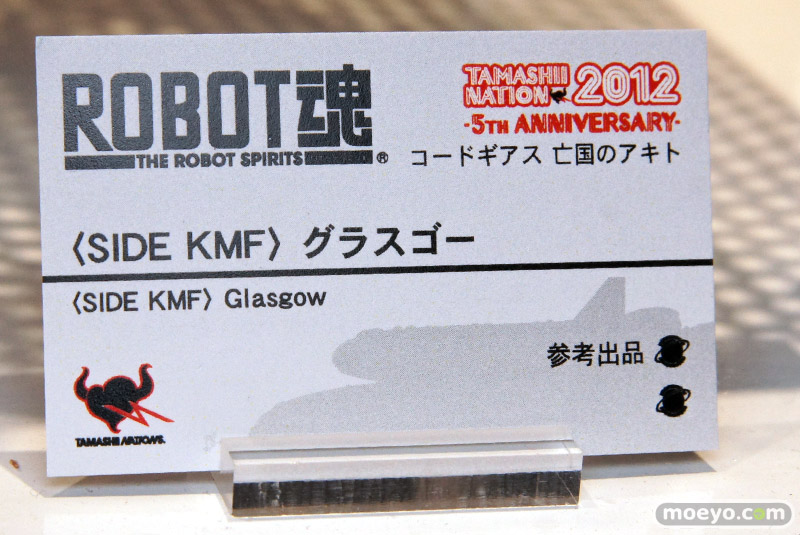 ROBOT魂
THE ROBOT SPIRITS ®
TAMASHII NATION 2012
-5TH ANNIVERSARY-
コードギアス 亡国のアキト
〈SIDE KMF〉 グラスゴー
〈SIDE KMF〉 Glasgow
参考出品
TAMASHII NATIONS.
moeyo.com